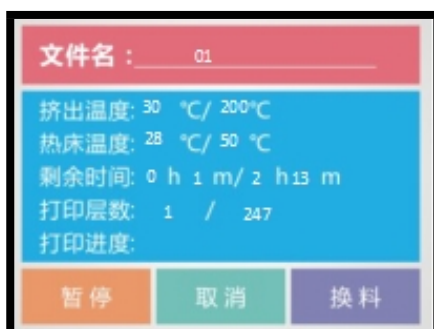 文件名： 01
挤出温度: 30 ℃/ 200℃
热床温度: 28 ℃/ 50 ℃
剩余时间: 0 h 1 m/ 2 h 13 m
打印层数: 1 / 247
打印进度:
暂停 取消 换料